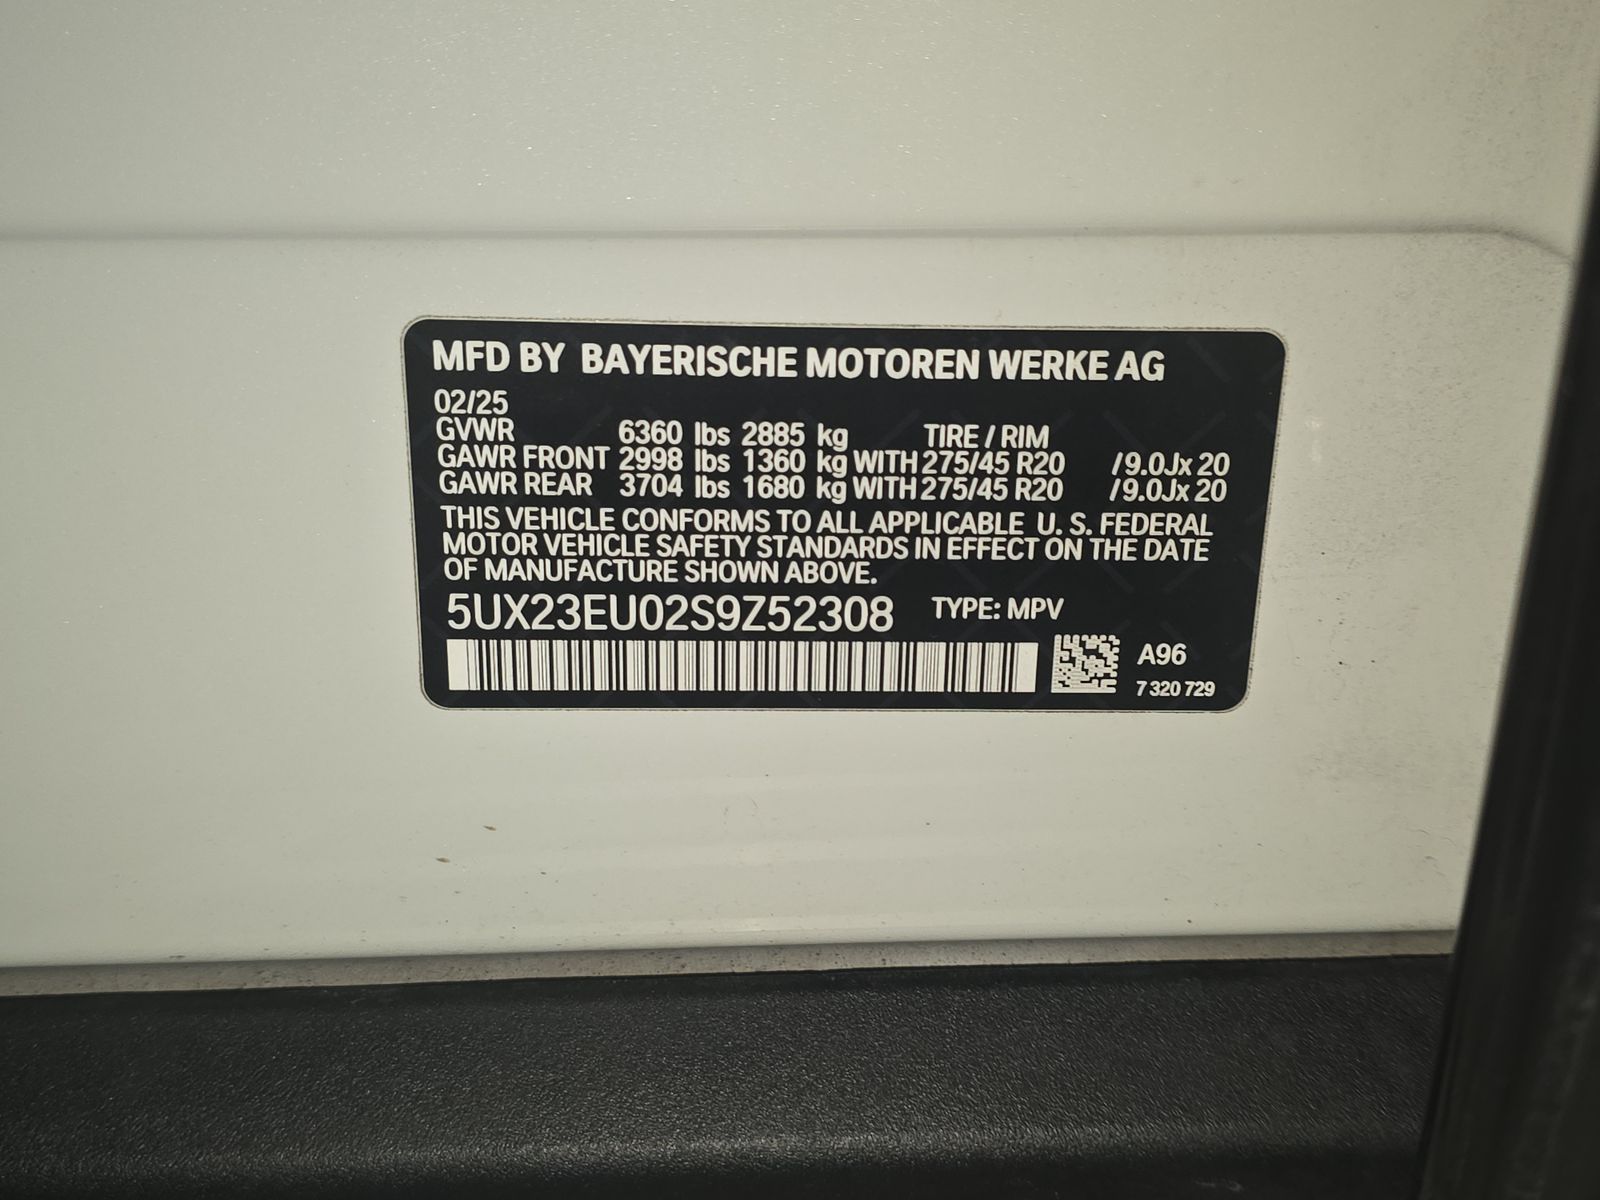 MFD BY BAYERISCHE MOTOREN WERKE AG
02/25
GVWR 6360 lbs 2885 kg TIRE / RIM
GAWR FRONT 2998 lbs 1360 kg WITH 275/45 R20 /9.0Jx 20
GAWR REAR 3704 lbs 1680 kg WITH 275/45 R20 /9.0Jx 20
THIS VEHICLE CONFORMS TO ALL APPLICABLE U. S. FEDERAL
MOTOR VEHICLE SAFETY STANDARDS IN EFFECT ON THE DATE
OF MANUFACTURE SHOWN ABOVE.
5UX23EU02S9Z52308 TYPE: MPV
A96
7 320 729